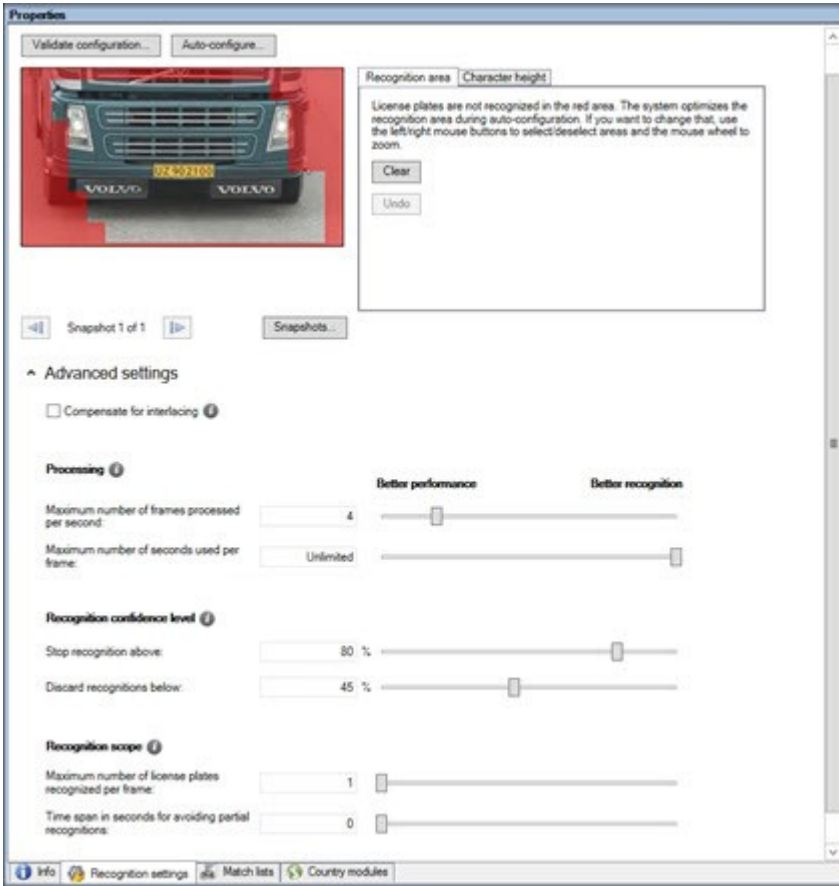 Properties
Validate configuration...
Auto-configure...
UZ 902100
VOLVO VOLVO
Recognition area
Character height
License plates are not recognized in the red area. The system optimizes the
recognition area during auto-configuration. If you want to change that, use
the left/right mouse buttons to select/deselect areas and the mouse wheel to
zoom.
Clear
Undo
Snapshot 1 of 1
Snapshots...
Advanced settings
Compensate for interlacing
Processing
Better performance
Better recognition
Maximum number of frames processed
per second:
4
Maximum number of seconds used per
frame:
Unlimited
Recognition confidence level
Stop recognition above:
80 %
Discard recognitions below:
45 %
Recognition scope
Maximum number of license plates
recognized per frame:
1
Time span in seconds for avoiding partial
recognitions:
0
Info
Recognition settings
Match lists
Country modules